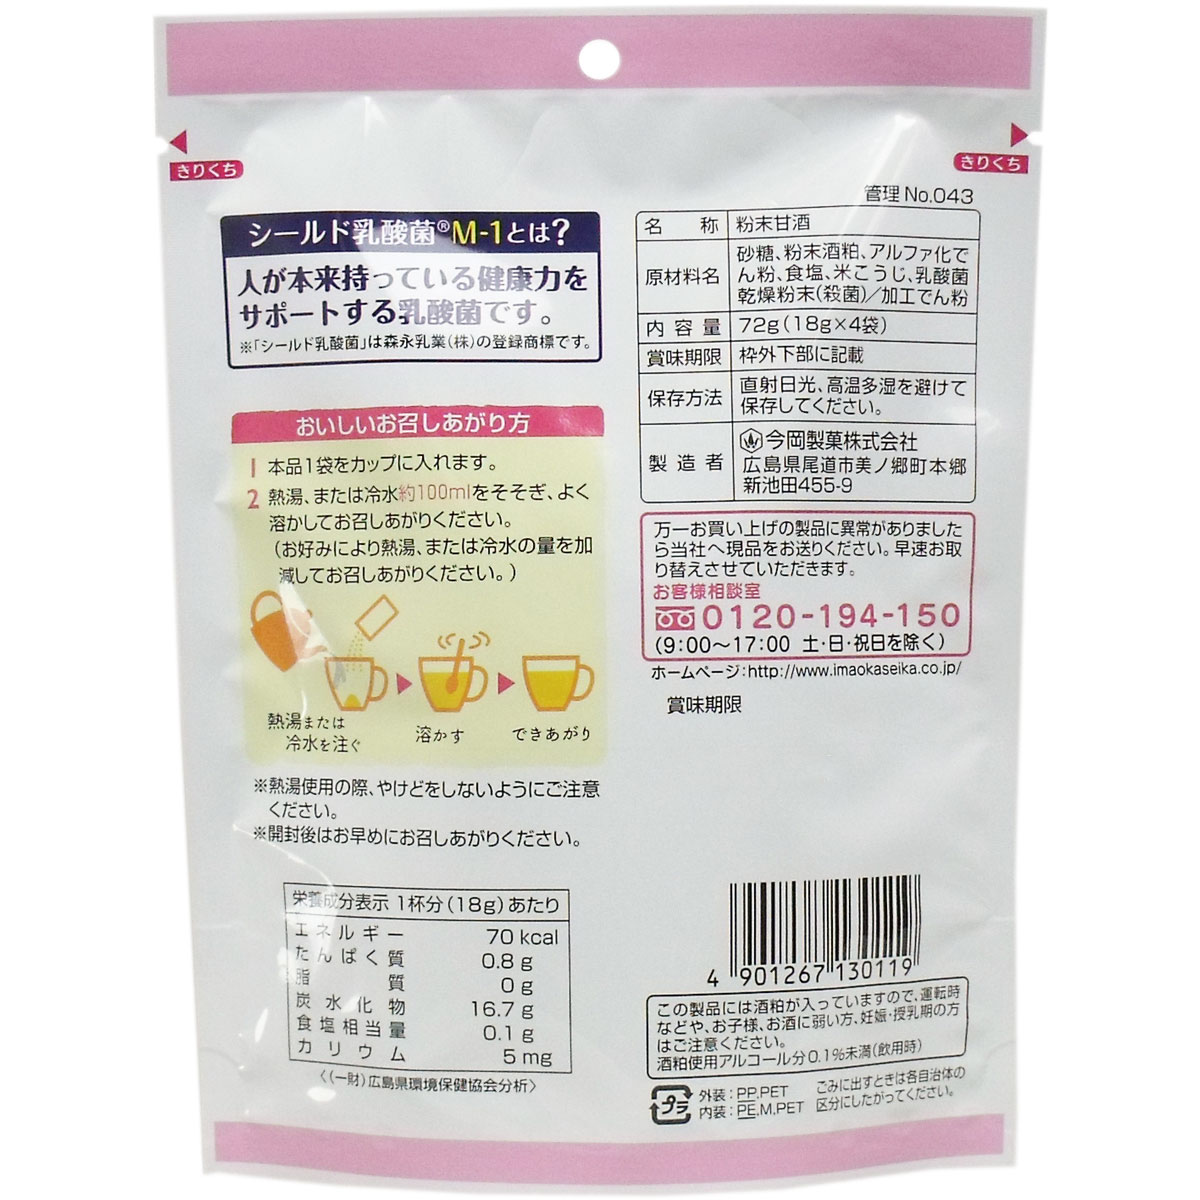 きりくち
きりくち
シールド乳酸菌®M-1とは?
人が本来持っている健康力を
サポートする乳酸菌です。
※「シールド乳酸菌」は森永乳業(株)の登録商標です。
おいしいお召しあがり方
1 本品1袋をカップに入れます。
2 熱湯、または冷水約100mlをそそぎ、よく
溶かしてお召しあがりください。
(お好みにより熱湯、または冷水の量を加
減してお召しあがりください。)
熱湯または
冷水を注ぐ
溶かす
できあがり
※熱湯使用の際、やけどをしないようにご注意
ください。
※開封後はお早めにお召しあがりください。
栄養成分表示 1杯分(18g)あたり
エネルギー 70 kcal
たんぱく質 0.8 g
脂質 0 g
炭水化物 16.7 g
食塩相当量 0.1 g
カリウム 5 mg
〈(一財)広島県環境保健協会分析〉
管理 No.043
名称 粉末甘酒
原材料名 砂糖、粉末酒粕、アルファ化で
ん粉、食塩、米こうじ、乳酸菌
乾燥粉末(殺菌)/加工でん粉
内容量 72g(18g×4袋)
賞味期限 枠外下部に記載
保存方法 直射日光、高温多湿を避けて
保存してください。
製造者 今岡製菓株式会社
広島県尾道市美ノ郷町本郷
新池田455-9
万一お買い上げの製品に異常がありました
ら当社へ現品をお送りください。早速お取
り替えさせていただきます。
お客様相談室
0120-194-150
(9:00～17:00 土・日・祝日を除く)
ホームページ:http://www.imaokaseika.co.jp/
賞味期限
4 901267 130119
この製品には酒粕が入っていますので、運転時
などや、お子様、お酒に弱い方、妊娠・授乳期の方
はご注意ください。
酒粕使用アルコール分0.1%未満(飲用時)
プラ
外装:PP,PET
内装:PE,M,PET
ごみに出すときは各自治体の
区分にしたがってください。